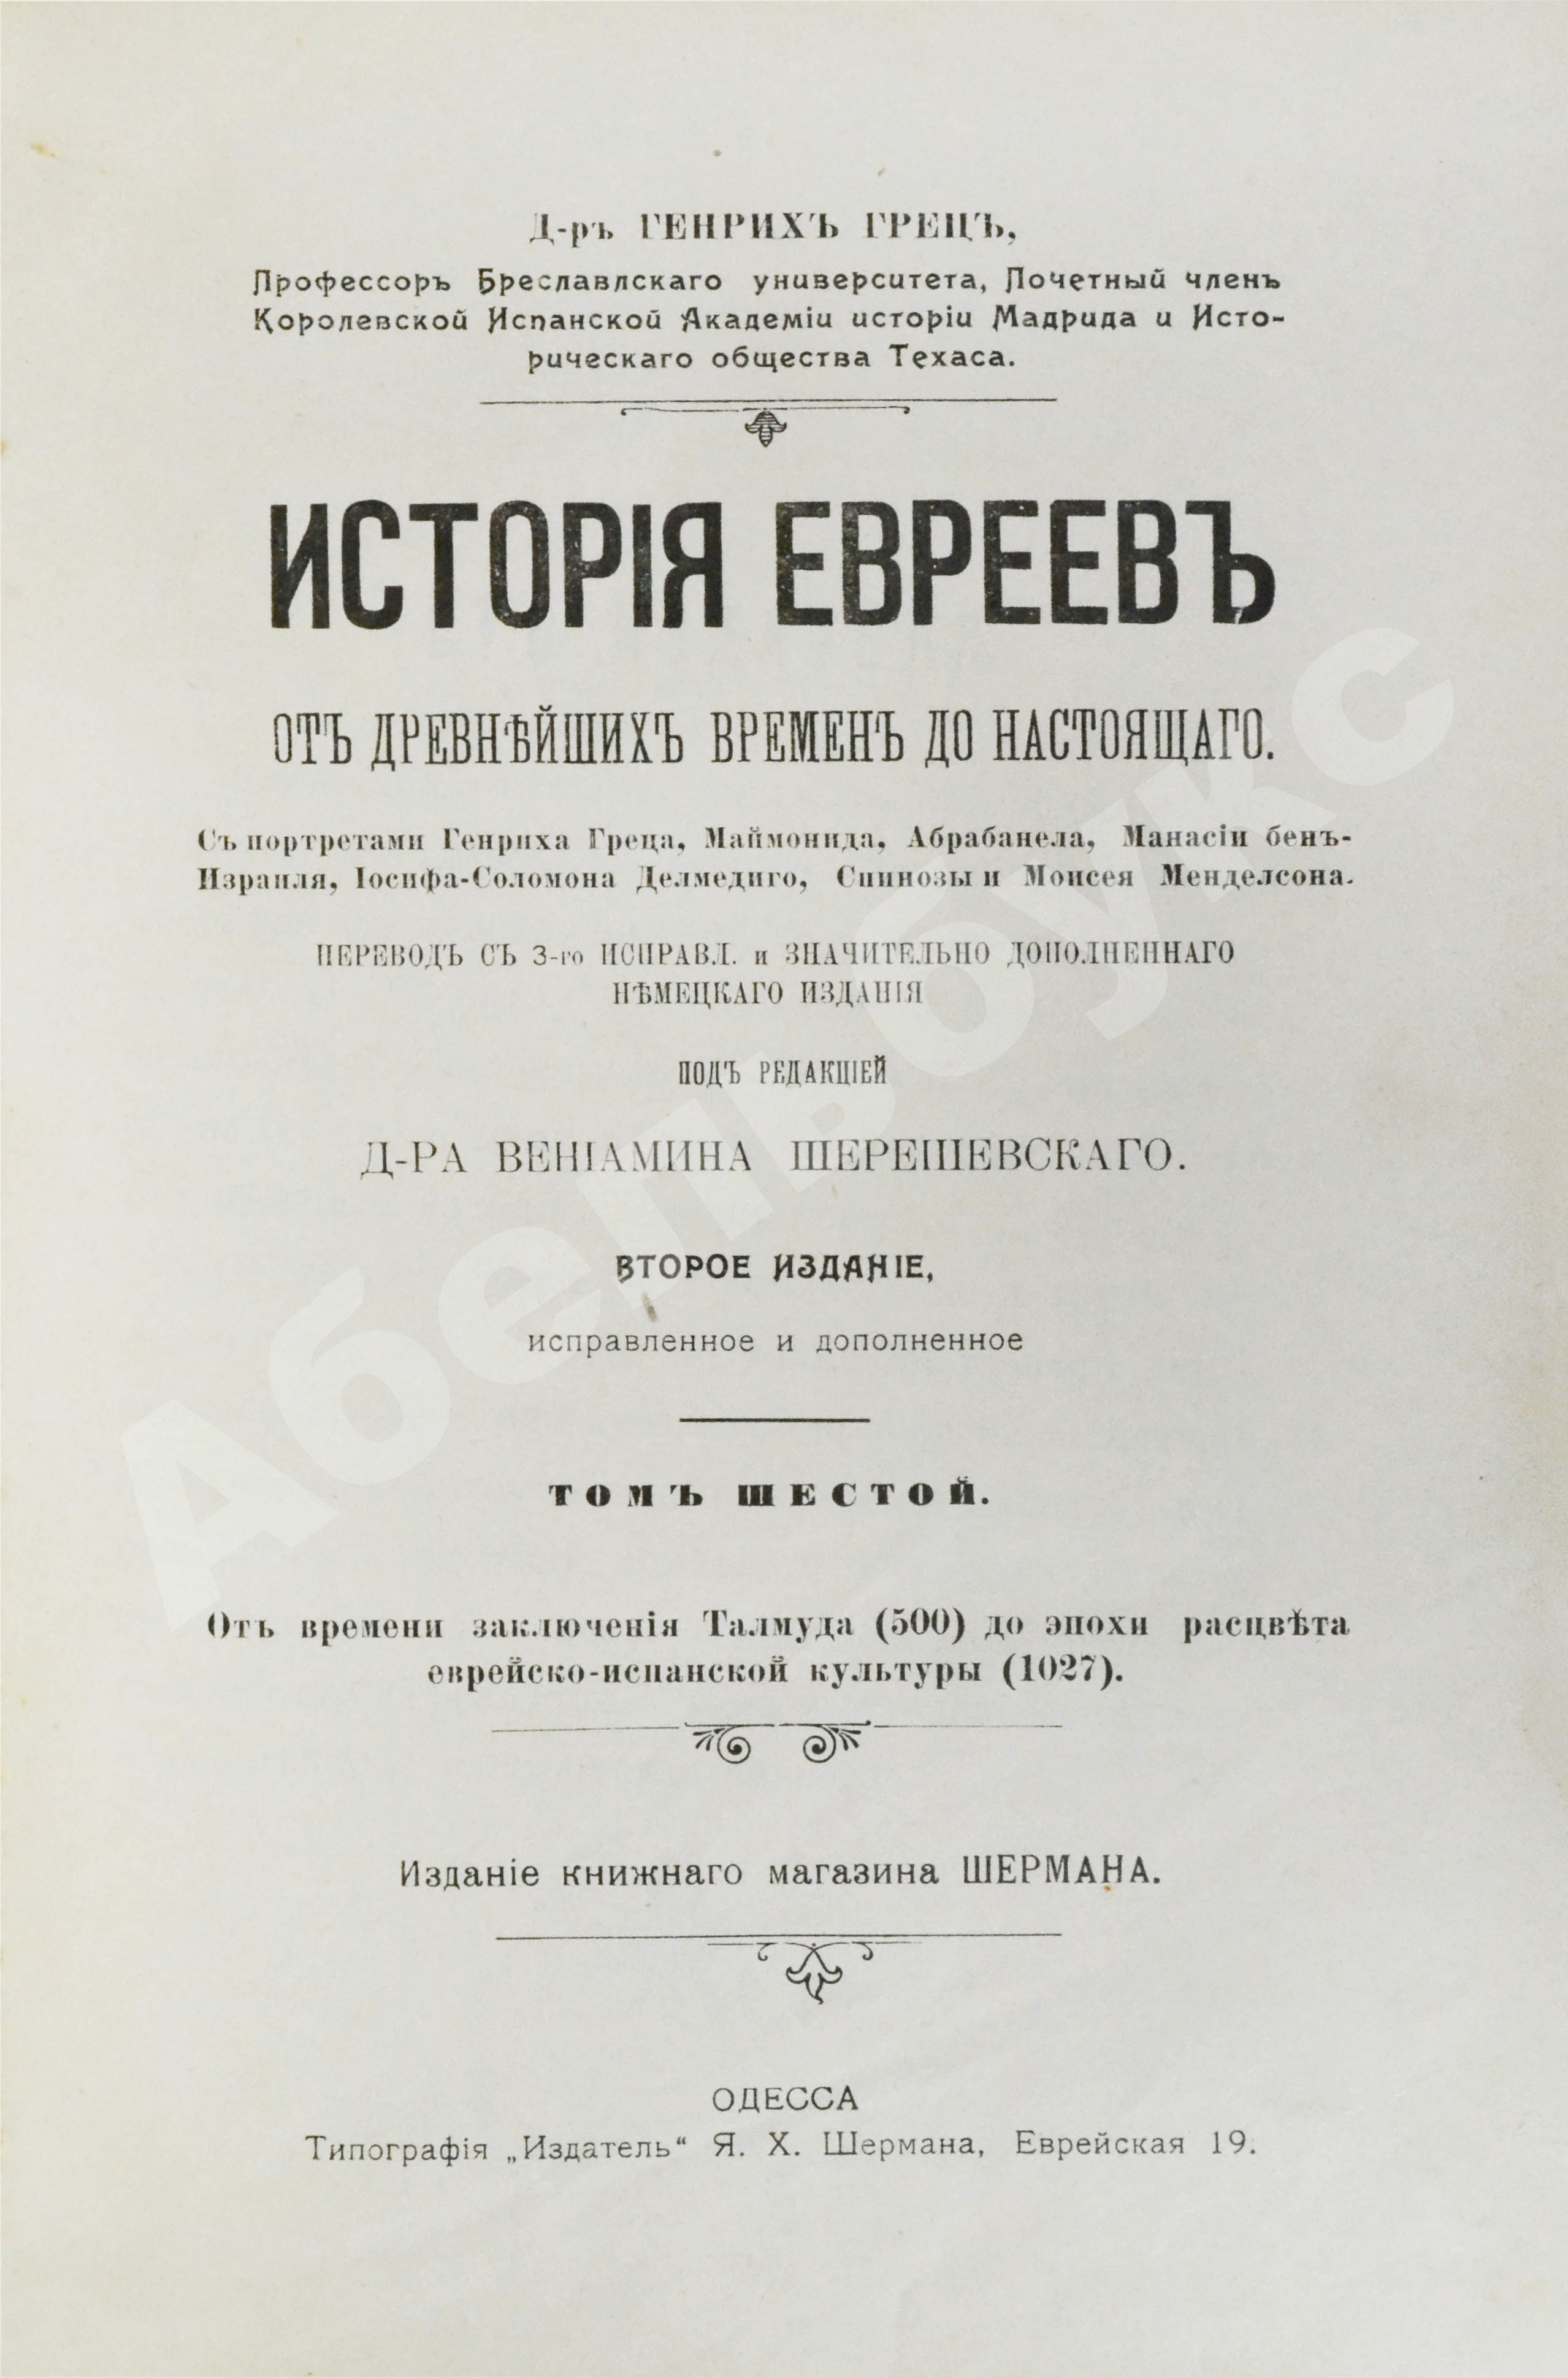 Д-ръ ГЕНРИХЪ ГРЕЦЪ,
Профессоръ Бреславлскаго университета, Почетный членъ
Королевской Испанской Академіи исторіи Мадрида и Исто-
рическаго общества Техаса.
ИСТОРІЯ ЕВРЕЕВЪ
ОТЪ ДРЕВНѢЙШИХЪ ВРЕМЕНЪ ДО НАСТОЯЩАГО.
Съ портретами Генриха Греца, Маймонида, Абрабанела, Манасіи бенъ-
Израиля, Іосифа-Соломона Делмедиго, Спинозы и Моисея Менделсона.
ПЕРЕВОДЪ СЪ 3-го ИСПРАВЛ. и ЗНАЧИТЕЛЬНО ДОПОЛНЕННАГО
НѢМЕЦКАГО ИЗДАНІЯ
ПОДЪ РЕДАКЦІЕЙ
Д-РА ВЕНІАМИНА ШЕРЕШЕВСКАГО.
ВТОРОЕ ИЗДАНІЕ,
исправленное и дополненное
ТОМЪ ШЕСТОЙ.
Отъ времени заключенія Талмуда (500) до эпохи расцвѣта
еврейско-испанской культуры (1027).
Изданіе книжнаго магазина ШЕРМАНА.
ОДЕССА
Типографія „Издатель“ Я. Х. Шермана, Еврейская 19.
Абельбукс